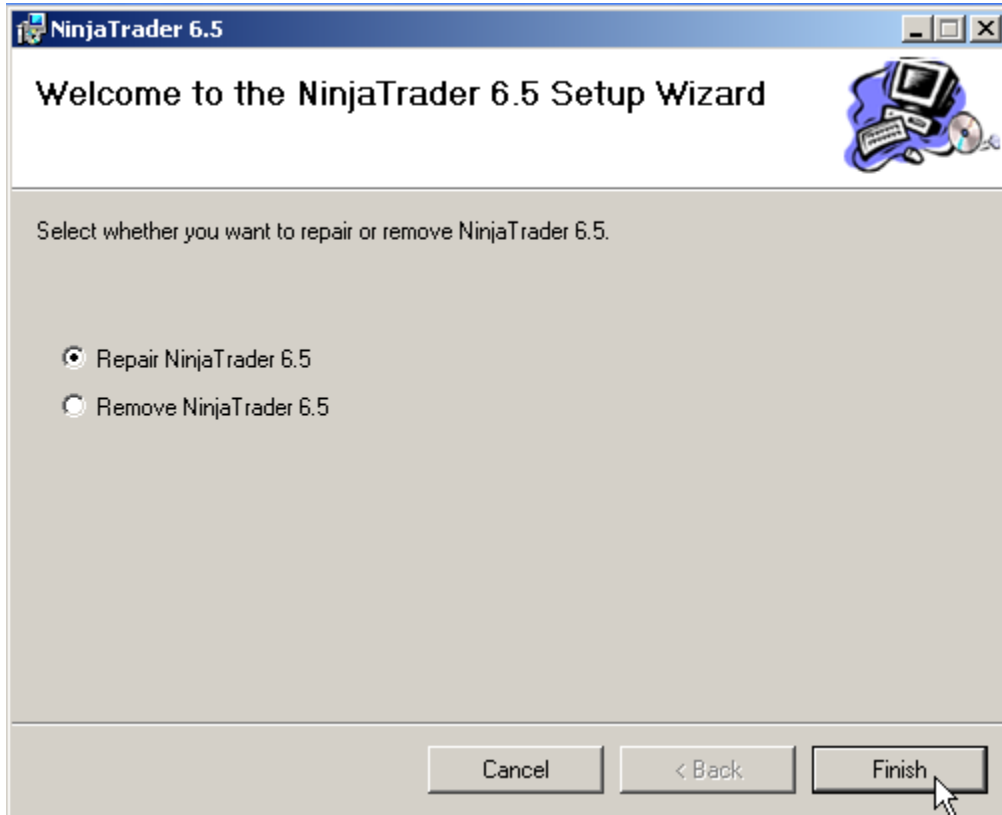 NinjaTrader 6.5
Welcome to the NinjaTrader 6.5 Setup Wizard
Select whether you want to repair or remove NinjaTrader 6.5.
Repair NinjaTrader 6.5
Remove NinjaTrader 6.5
Cancel < Back Finish